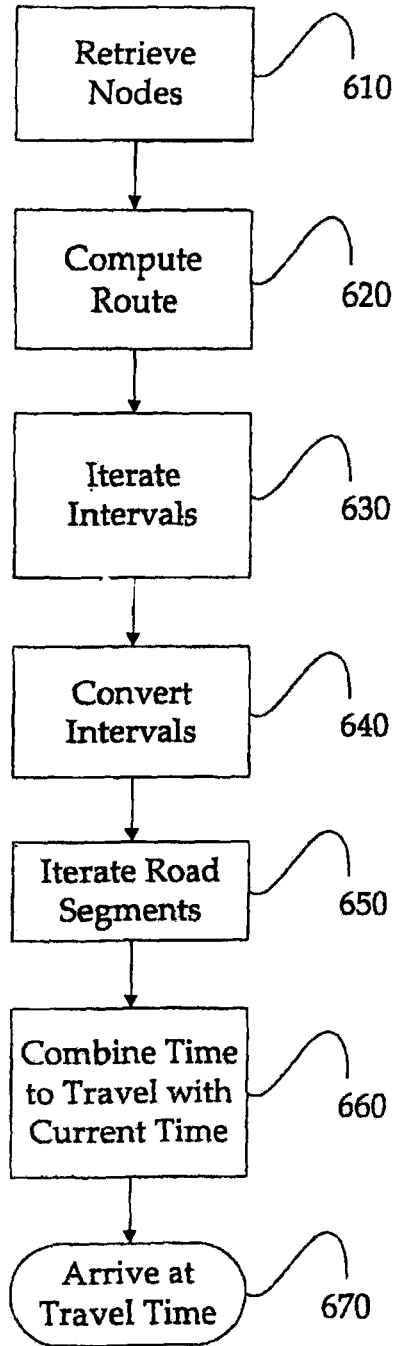 Retrieve
Nodes
610
Compute
Route
620
Iterate
Intervals
630
Convert
Intervals
640
Iterate Road
Segments
650
Combine Time
to Travel with
Current Time
660
Arrive at
Travel Time
670